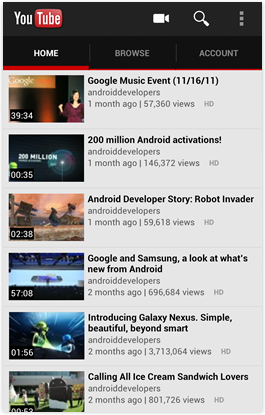 YouTube
HOME BROWSE ACCOUNT
Google
39:34
Google Music Event (11/16/11)
androiddevelopers
1 month ago | 57,360 views HD
200 MILLION
00:35
200 million Android activations!
androiddevelopers
1 month ago | 146,372 views HD
02:38
Android Developer Story: Robot Invader
androiddevelopers
1 month ago | 59,618 views HD
57:08
Google and Samsung, a look at what's
new from Android
androiddevelopers
2 months ago | 696,684 views HD
01:56
Introducing Galaxy Nexus. Simple,
beautiful, beyond smart
androiddevelopers
2 months ago | 3,713,064 views HD
Calling All Ice Cream Sandwich Lovers
androiddevelopers
2 months ago | 801,726 views HD